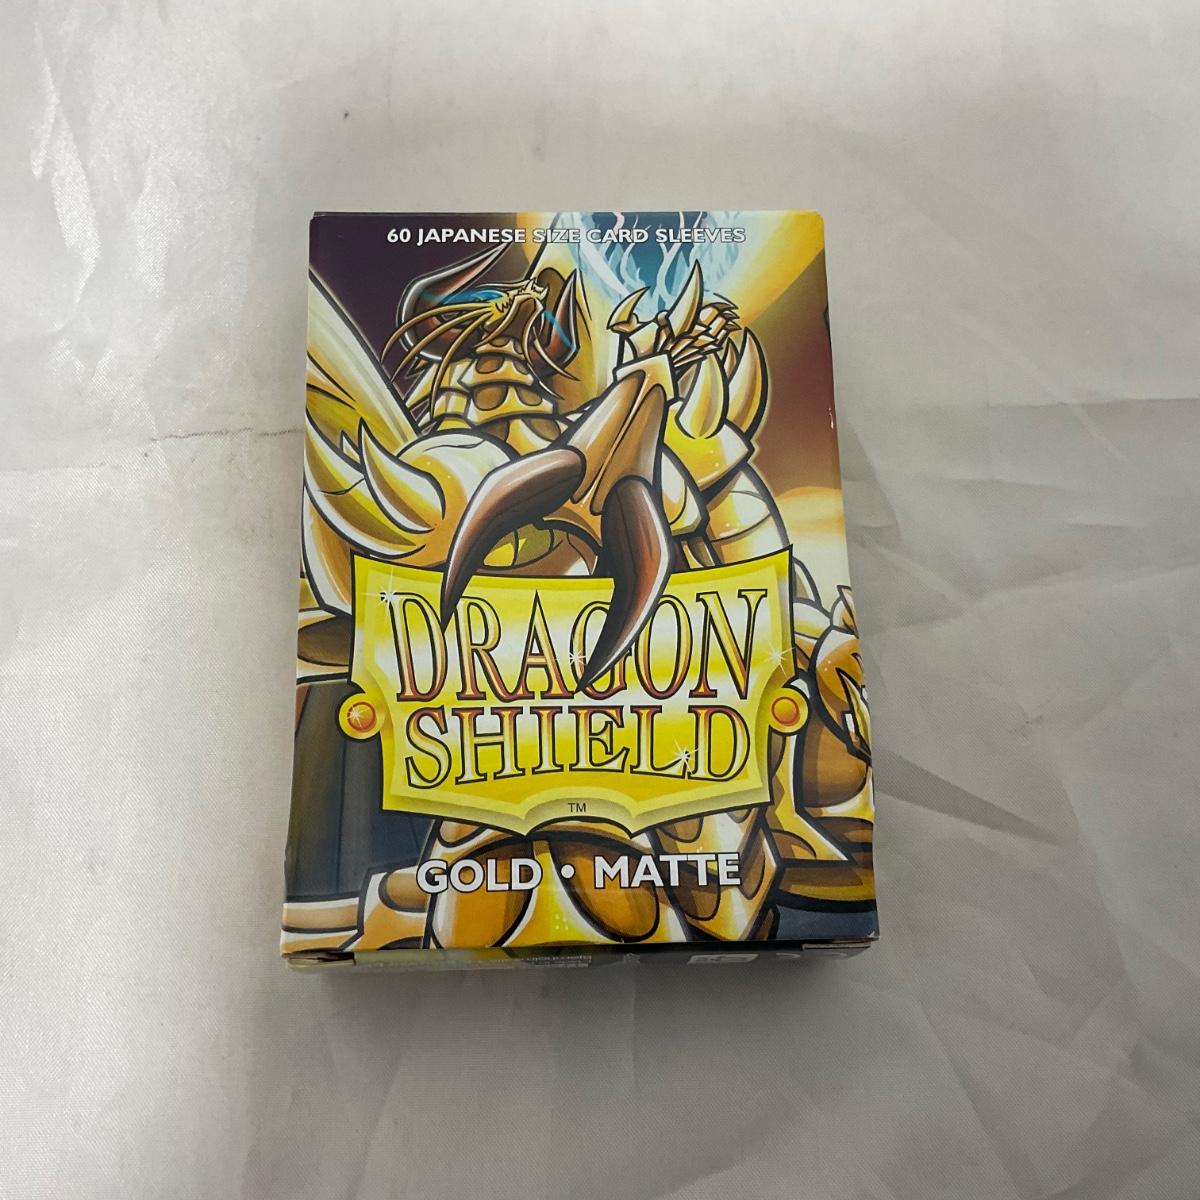 60 JAPANESE SIZE CARD SLEEVES
DRAGON
SHIELD
TM
GOLD • MATTE